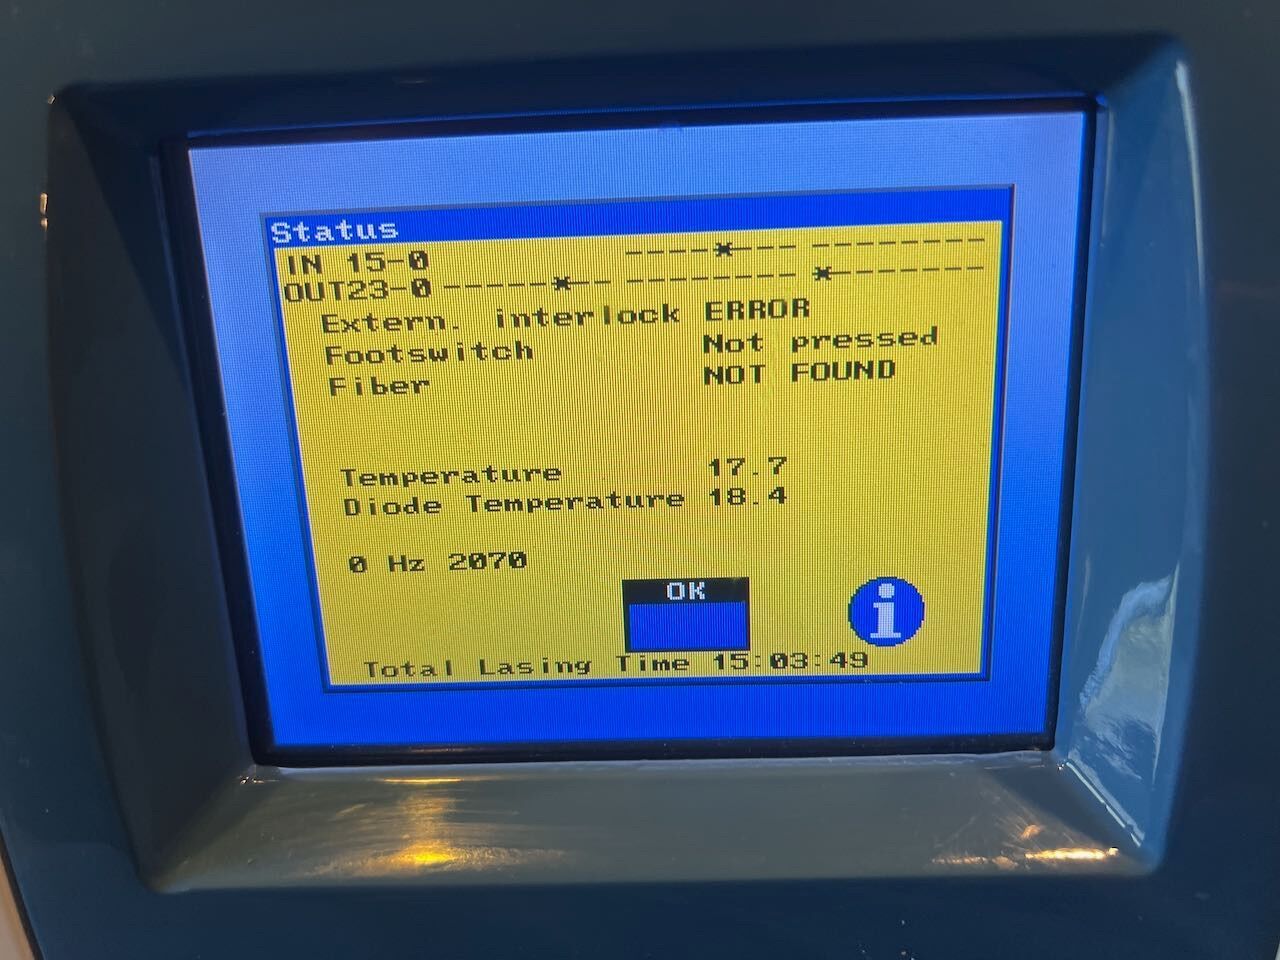 Status
IN 15-0 ----*--- --------
OUT23-0 -----*-- -------- *-------
Extern. interlock ERROR
Footswitch Not pressed
Fiber NOT FOUND
Temperature 17.7
Diode Temperature 18.4
0 Hz 2070
OK
i
Total Lasing Time 15:03:49